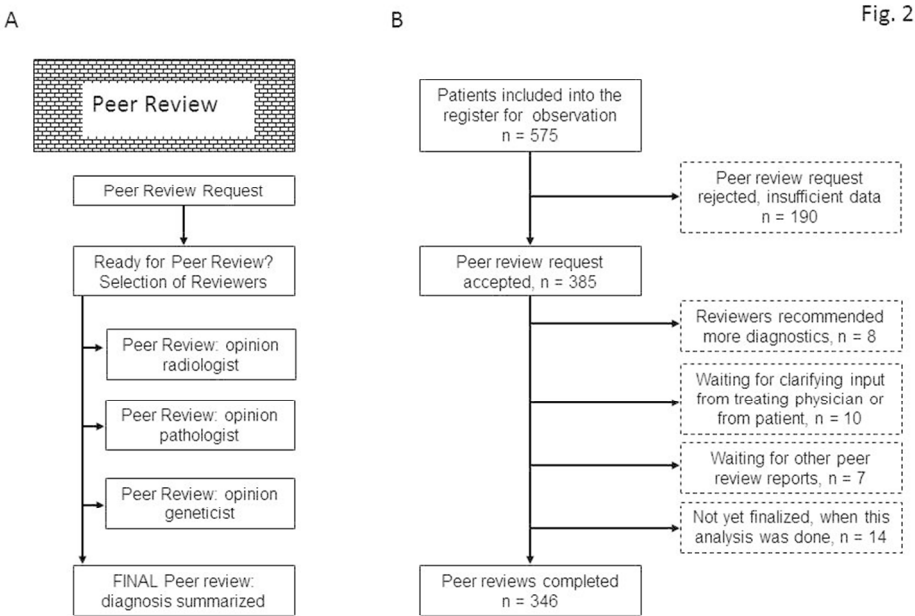 A
B
Fig. 2
Peer Review
Peer Review Request
Ready for Peer Review?
Selection of Reviewers
Peer Review: opinion
radiologist
Peer Review: opinion
pathologist
Peer Review: opinion
geneticist
FINAL Peer review:
diagnosis summarized
Patients included into the
register for observation
n = 575
Peer review request
rejected, insufficient data
n = 190
Peer review request
accepted, n = 385
Reviewers recommended
more diagnostics, n = 8
Waiting for clarifying input
from treating physician or
from patient, n = 10
Waiting for other peer
review reports, n = 7
Not yet finalized, when this
analysis was done, n = 14
Peer reviews completed
n = 346